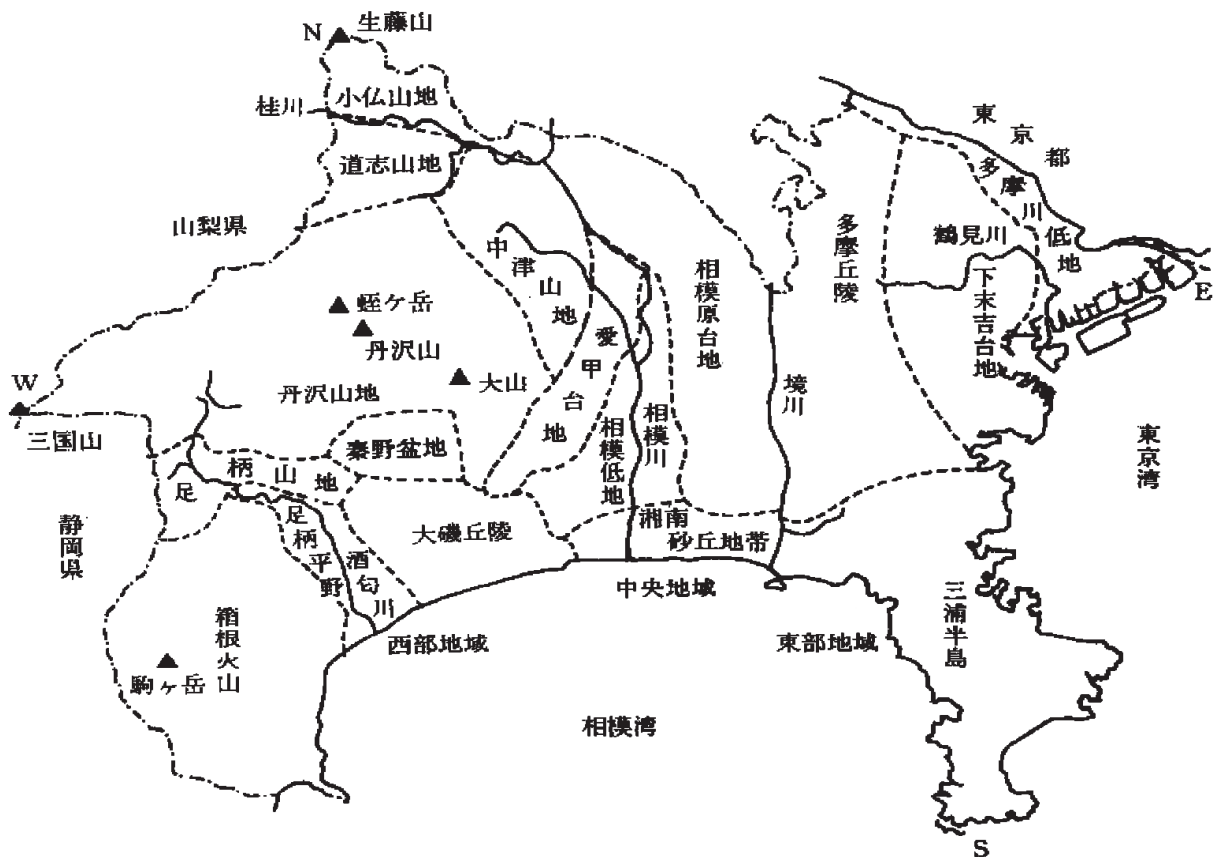 N
生藤山
桂川
小仏山地
道志山地
山梨県
中津山地
蛭ヶ岳
丹沢山
大山
丹沢山地
W
三国山
秦野盆地
足柄山地
足柄平野
酒匂川
大磯丘陵
静岡県
箱根火山
駒ヶ岳
愛甲台地
相模低地
相模川
相模原台地
境川
湘南
砂丘地帯
多摩丘陵
鶴見川
下末吉台地
多摩川低地
東京都
E
東京湾
西部地域
中央地域
東部地域
三浦半島
相模湾
S